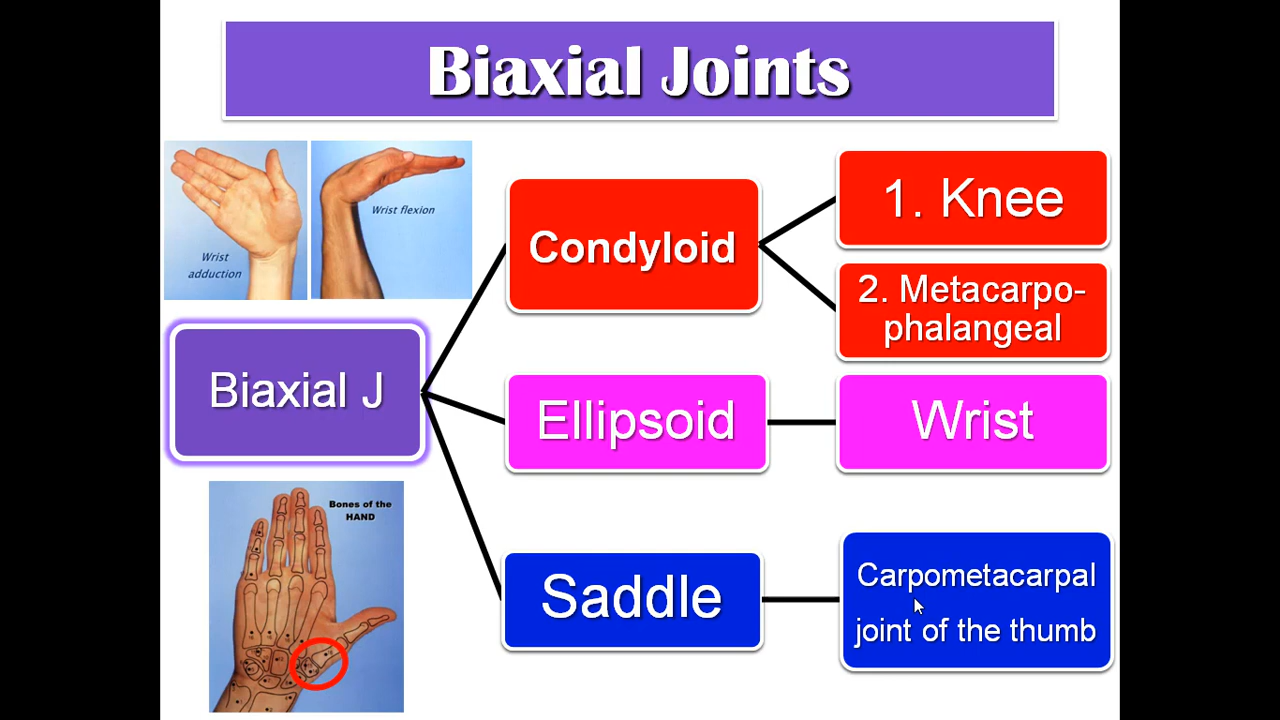 Biaxial Joints
Wrist
adduction
Wrist flexion
Condyloid
1. Knee
2. Metacarpo-
phalangeal
Biaxial J
Ellipsoid
Wrist
Bones of the
HAND
Saddle
Carpometacarpal
joint of the thumb